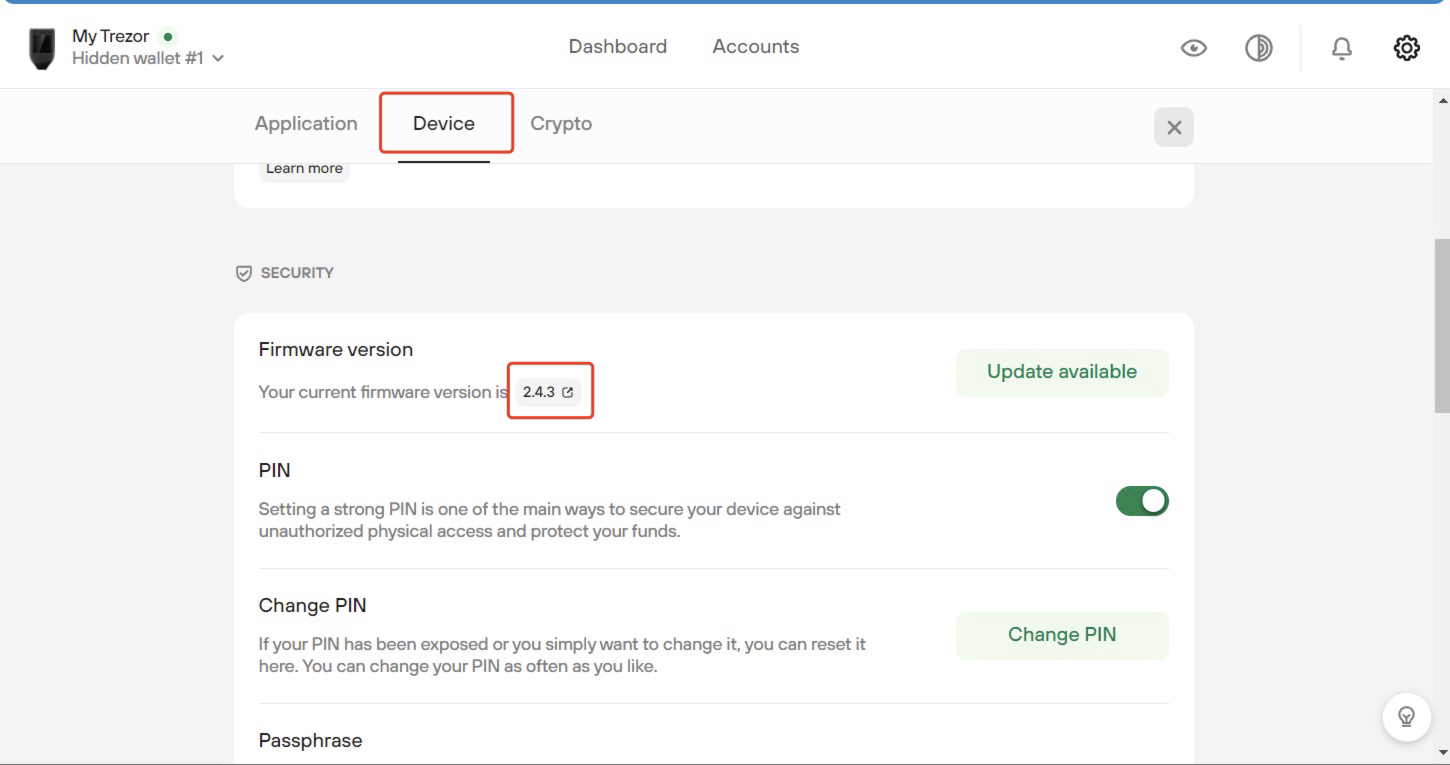 My Trezor
Hidden wallet #1
Dashboard
Accounts
Application
Device
Crypto
Learn more
SECURITY
Firmware version
Your current firmware version is 2.4.3
Update available
PIN
Setting a strong PIN is one of the main ways to secure your device against
unauthorized physical access and protect your funds.
Change PIN
If your PIN has been exposed or you simply want to change it, you can reset it
here. You can change your PIN as often as you like.
Change PIN
Passphrase